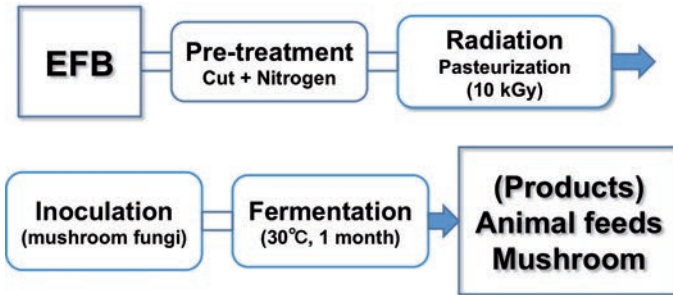 EFB
Pre-treatment
Cut + Nitrogen
Radiation
Pasteurization
(10 kGy)
Inoculation
(mushroom fungi)
Fermentation
(30℃, 1 month)
(Products)
Animal feeds
Mushroom